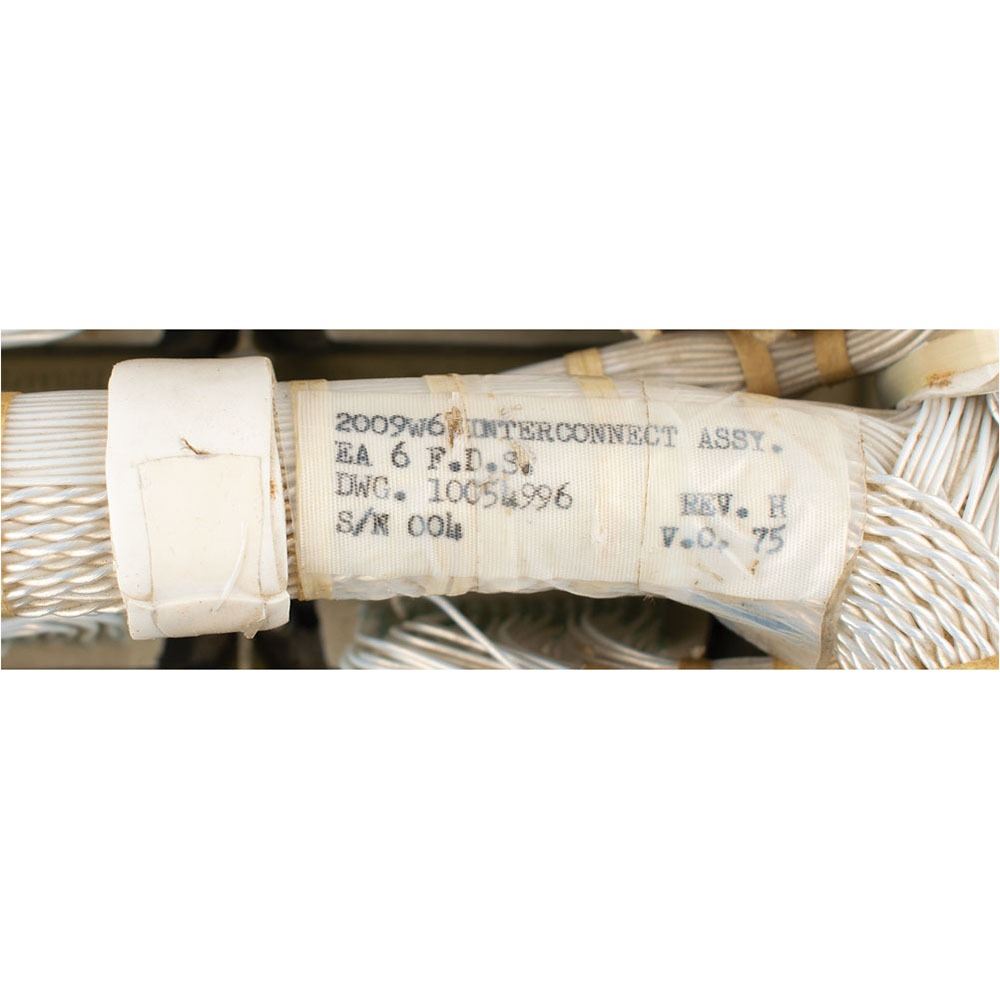 2009W6 INTERCONNECT ASSY.
EA 6 F.D.S.
DWG. 10054996 REV. H
S/N 004 V.O. 75